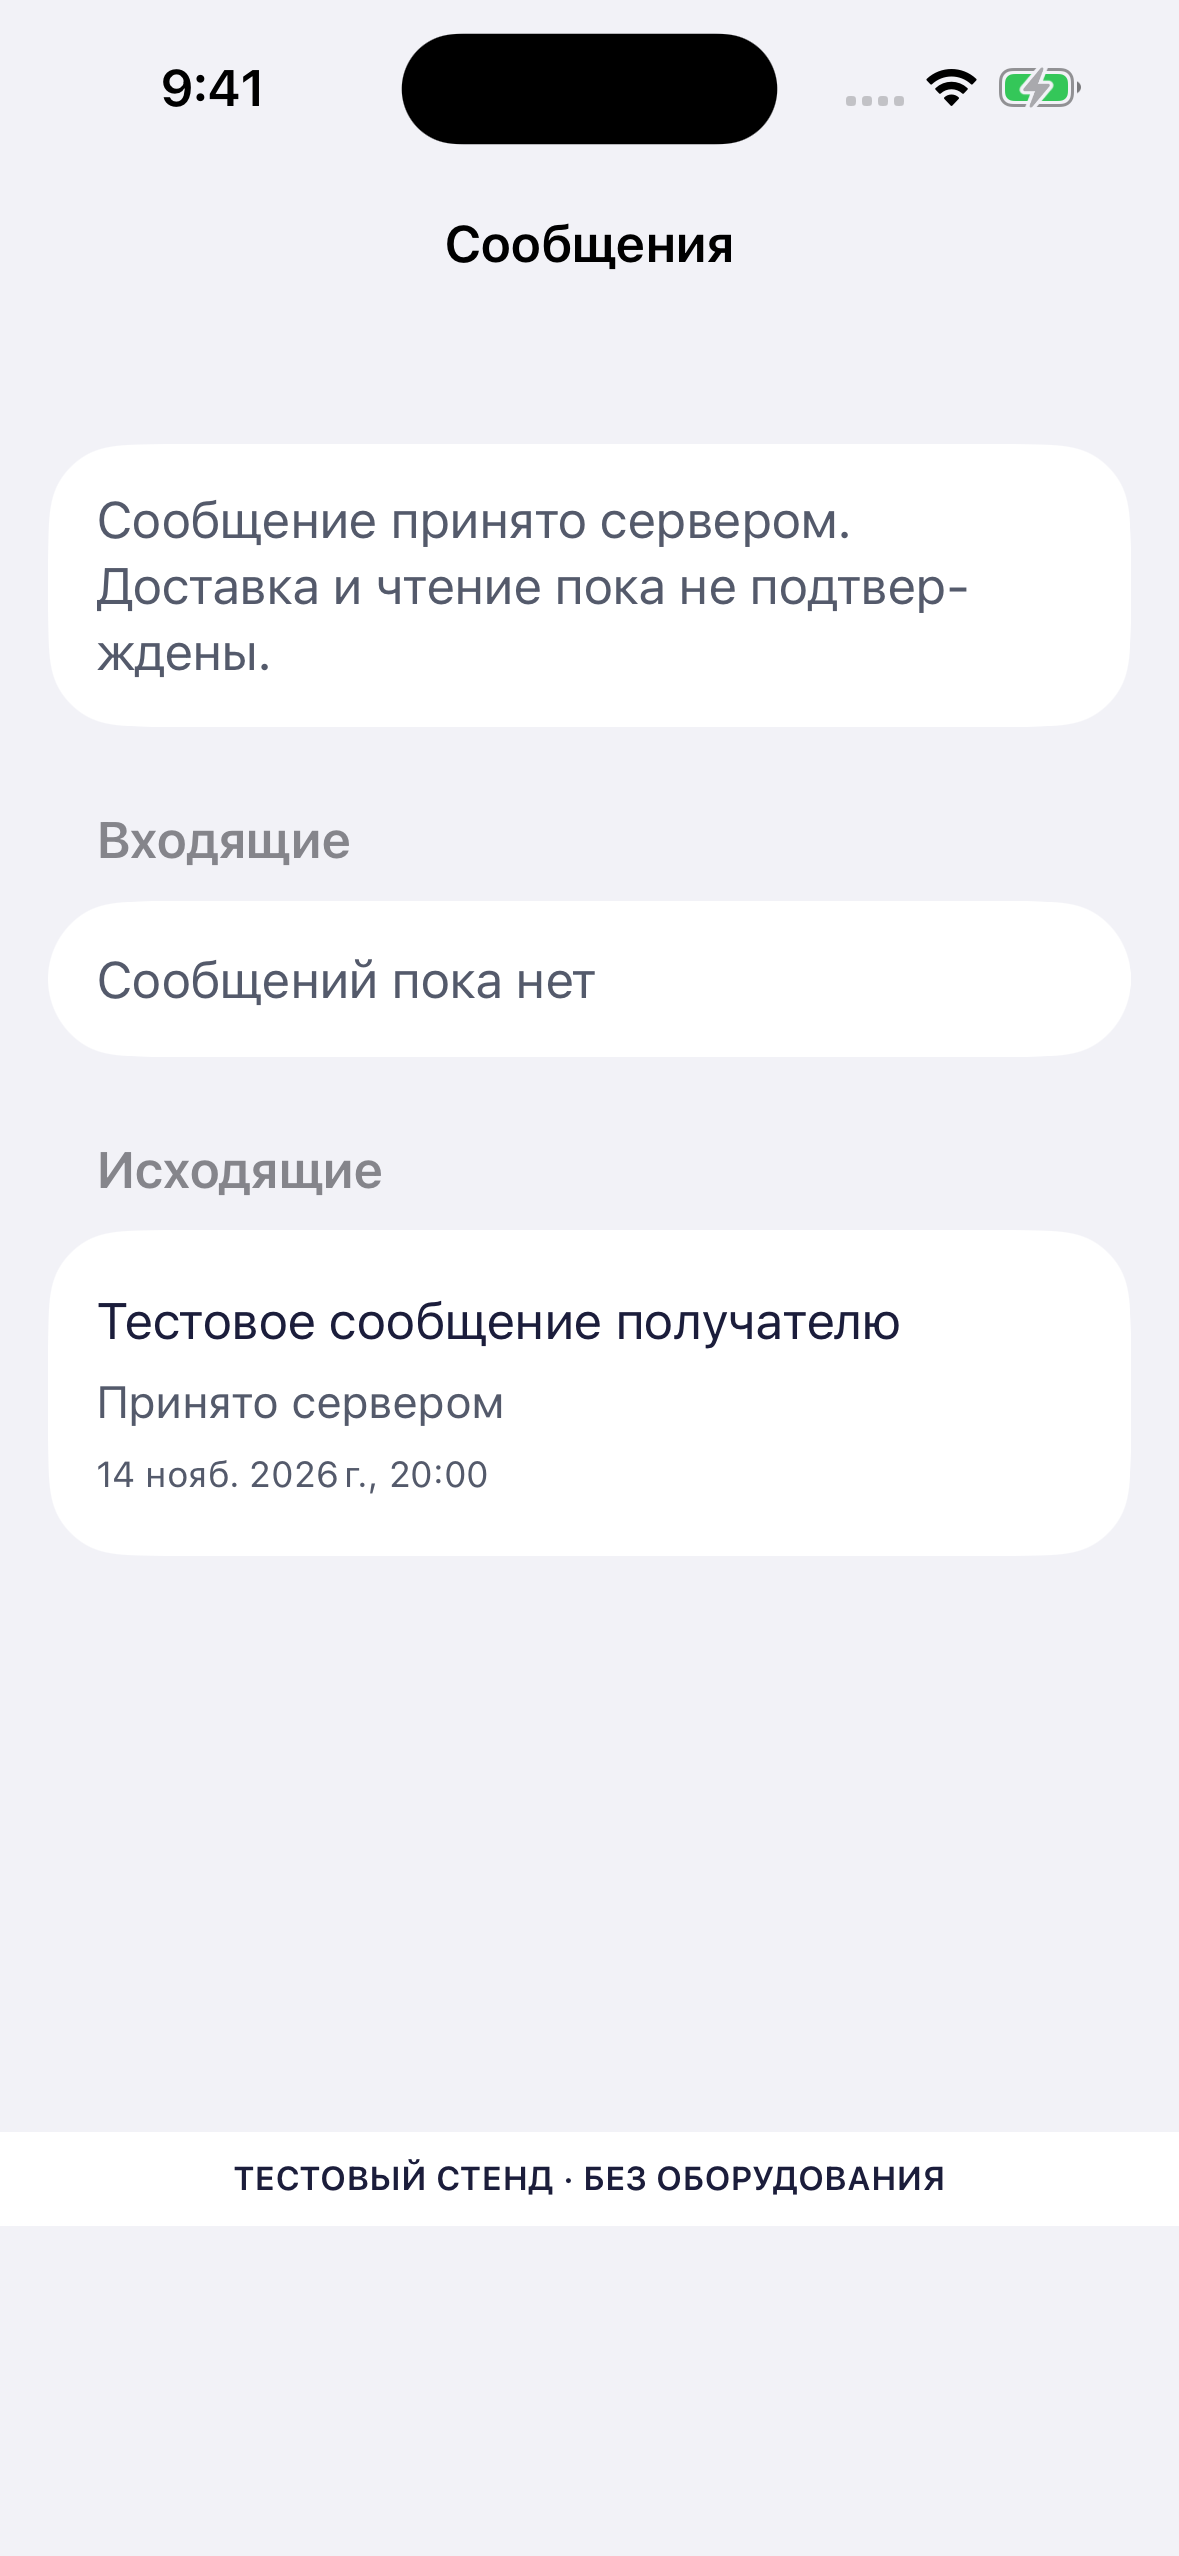 9:41
Сообщения
Сообщение принято сервером.
Доставка и чтение пока не подтвер-
ждены.
Входящие
Сообщений пока нет
Исходящие
Тестовое сообщение получателю
Принято сервером
14 нояб. 2026 г., 20:00
ТЕСТОВЫЙ СТЕНД · БЕЗ ОБОРУДОВАНИЯ